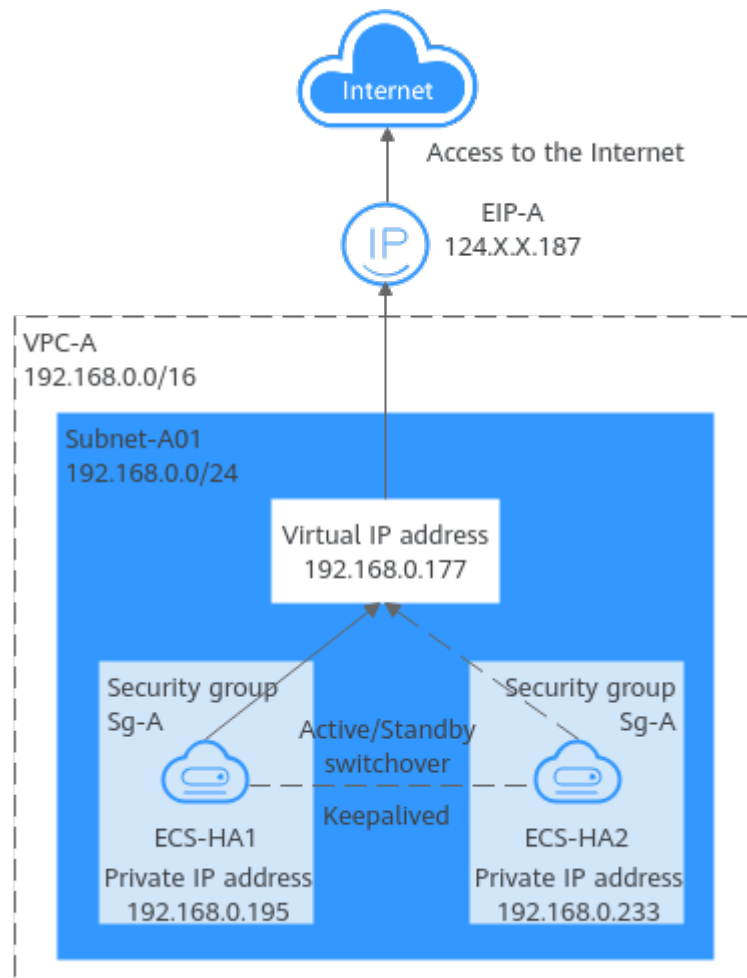 Internet
Access to the Internet
EIP-A
IP
124.X.X.187
VPC-A
192.168.0.0/16
Subnet-A01
192.168.0.0/24
Virtual IP address
192.168.0.177
Security group
Sg-A
Security group
Sg-A
Active/Standby
switchover
Keepalived
ECS-HA1
Private IP address
192.168.0.195
ECS-HA2
Private IP address
192.168.0.233